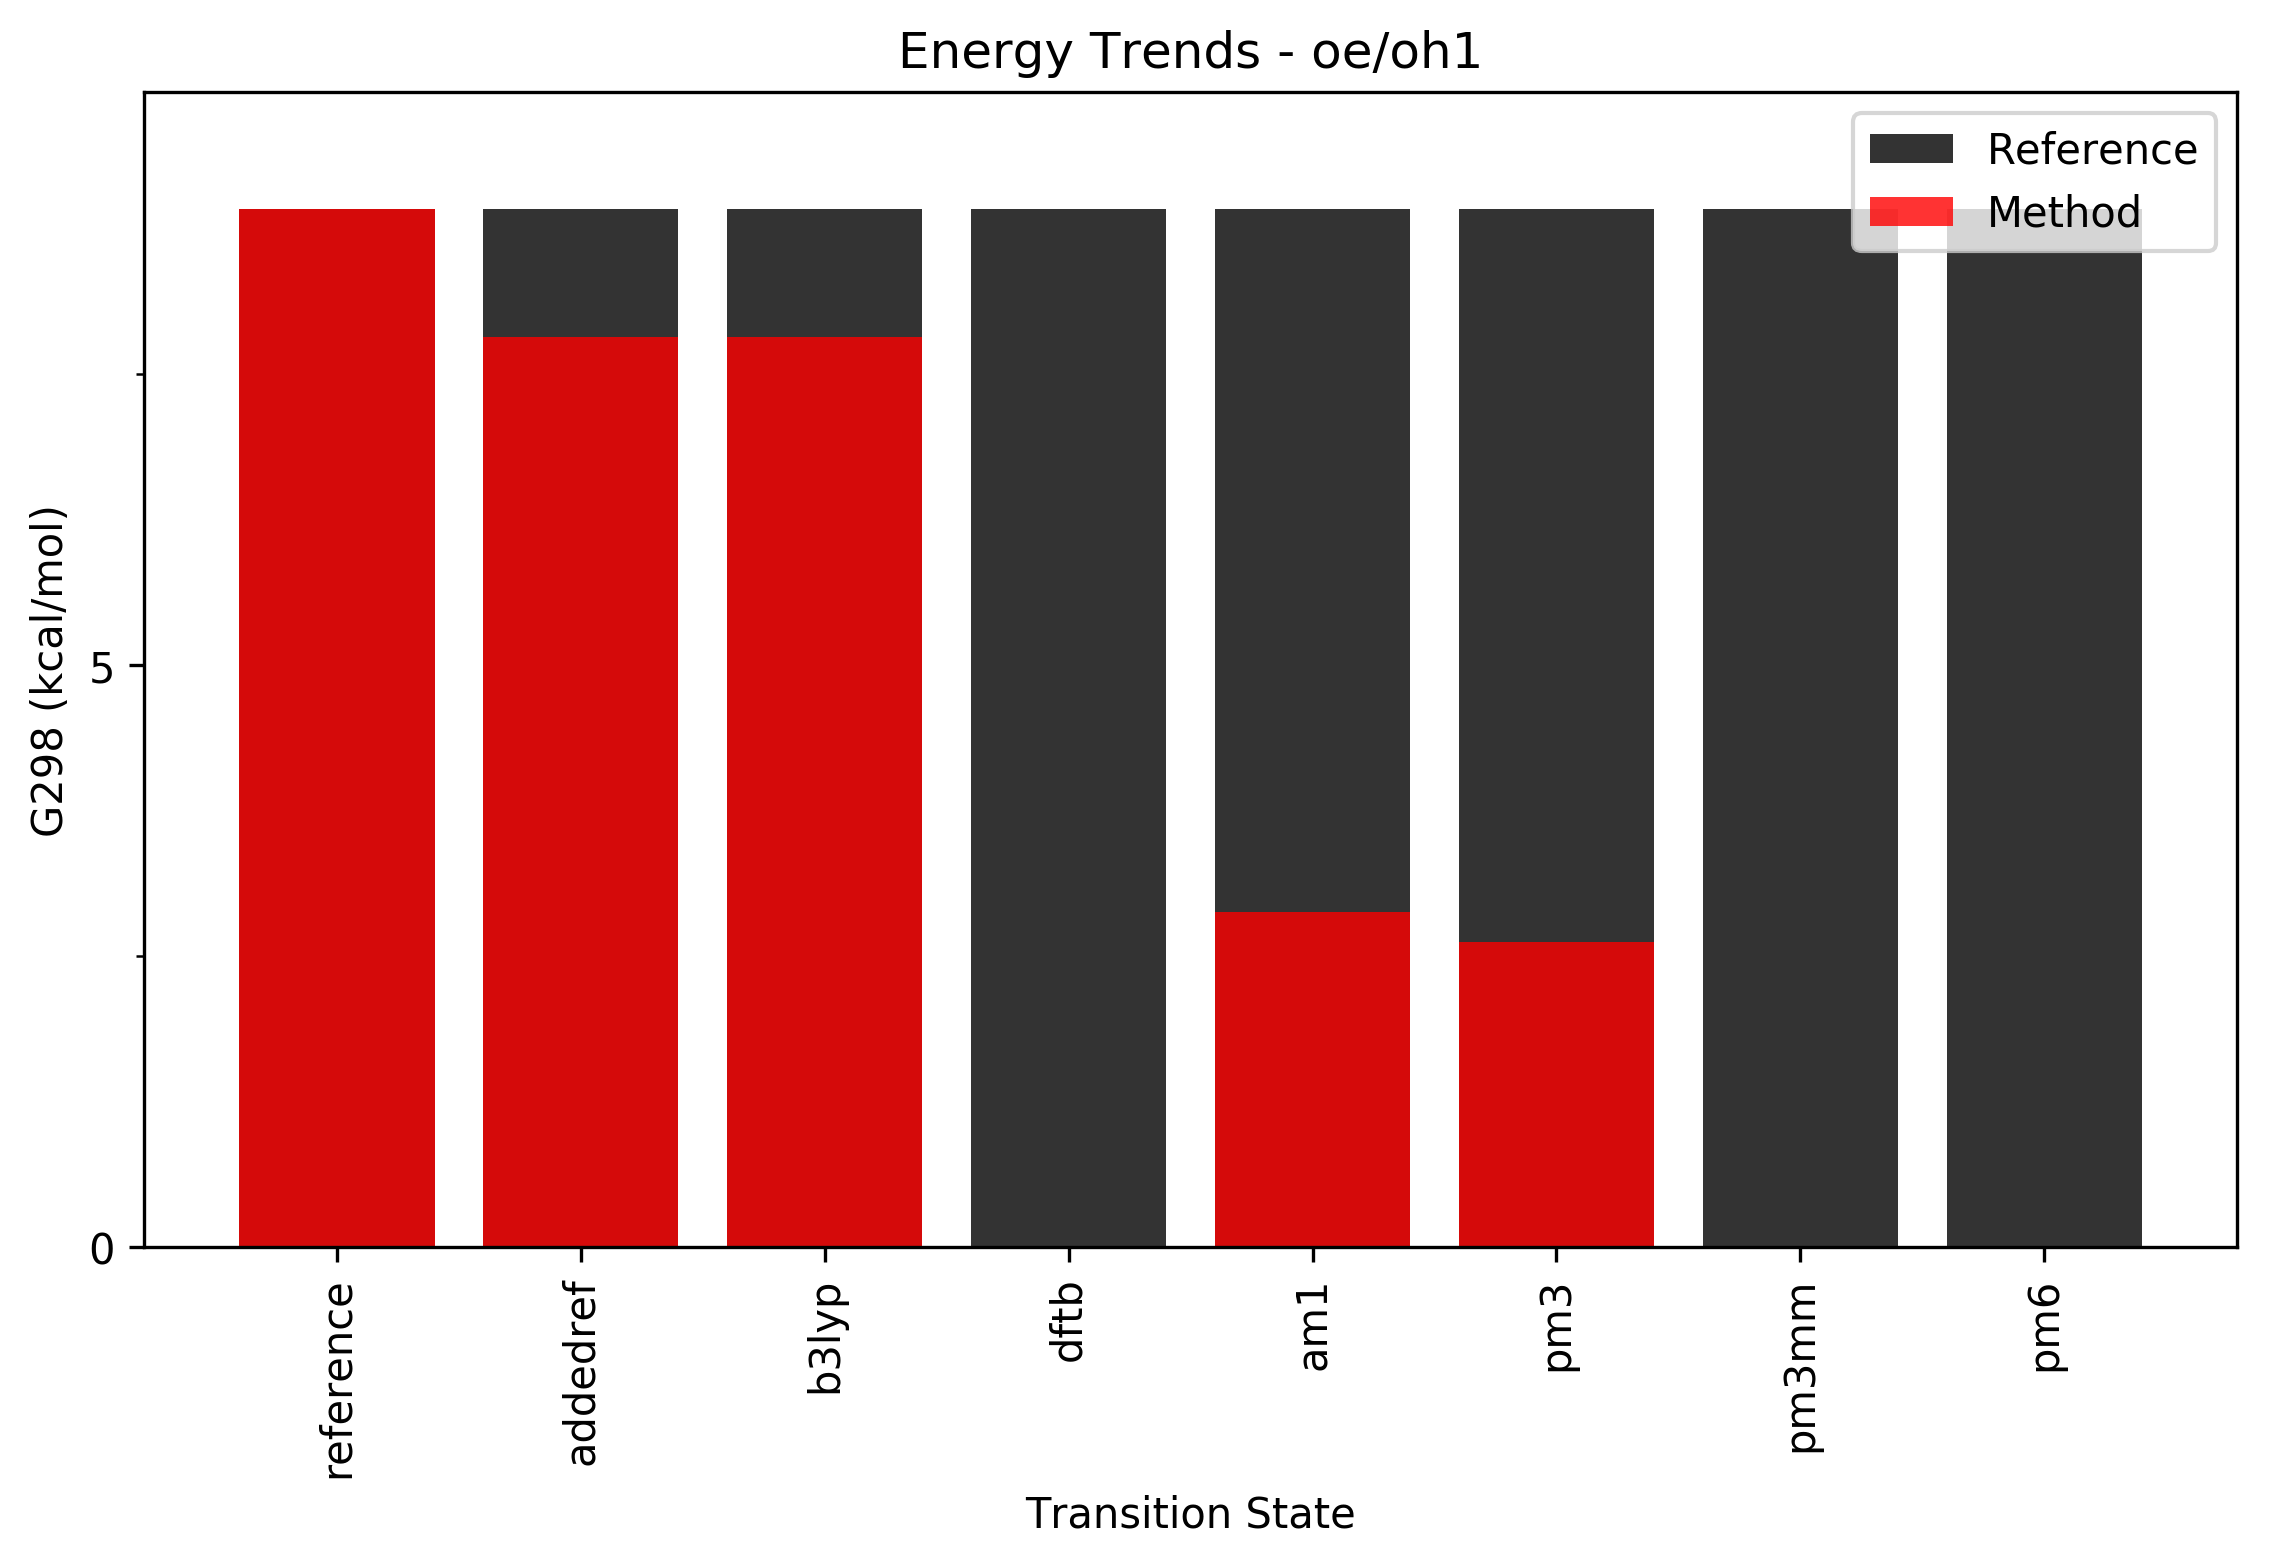 Energy Trends - oe/oh1
Reference
Method
G298 (kcal/mol)
5
0
reference
addedref
b3lyp
dftb
am1
pm3
pm3mm
pm6
Transition State